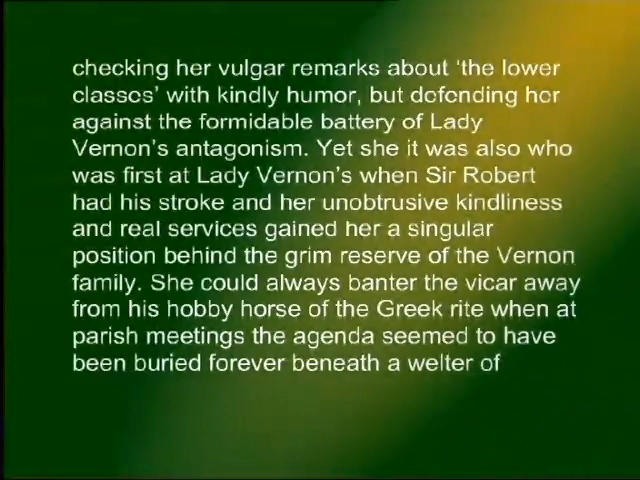 checking her vulgar remarks about ‘the lower
classes’ with kindly humor, but defending her
against the formidable battery of Lady
Vernon’s antagonism. Yet she it was also who
was first at Lady Vernon’s when Sir Robert
had his stroke and her unobtrusive kindliness
and real services gained her a singular
position behind the grim reserve of the Vernon
family. She could always banter the vicar away
from his hobby horse of the Greek rite when at
parish meetings the agenda seemed to have
been buried forever beneath a welter of